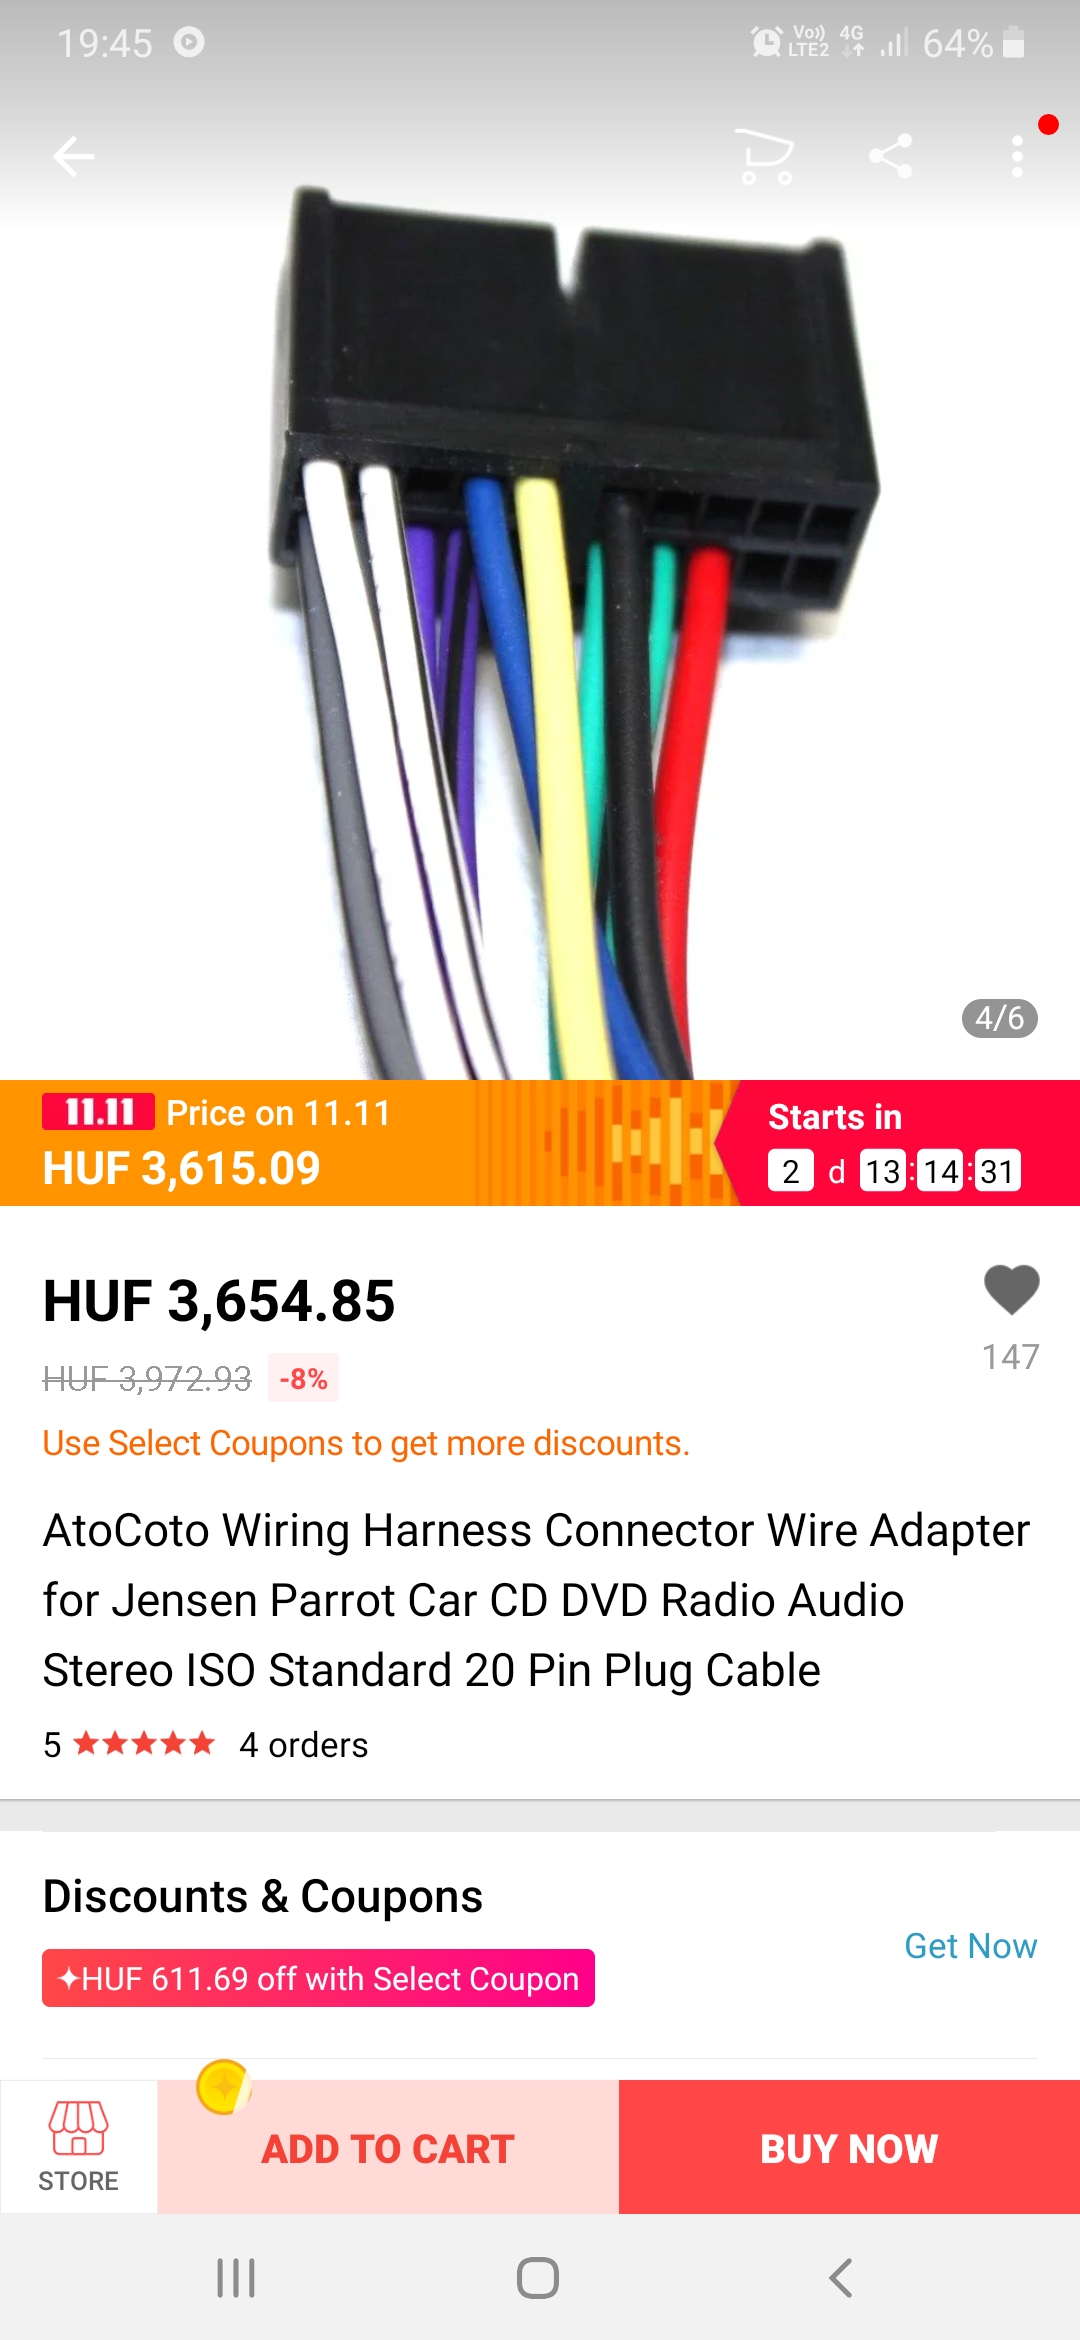 19:45
Vo)) LTE2 4G 64%
4/6
11.11 Price on 11.11
HUF 3,615.09
Starts in
2 d 13:14:31
HUF 3,654.85
HUF 3,972.93 -8%
147
Use Select Coupons to get more discounts.
AtoCoto Wiring Harness Connector Wire Adapter
for Jensen Parrot Car CD DVD Radio Audio
Stereo ISO Standard 20 Pin Plug Cable
5 ★★★★★ 4 orders
Discounts & Coupons
Get Now
✦HUF 611.69 off with Select Coupon
STORE
ADD TO CART
BUY NOW